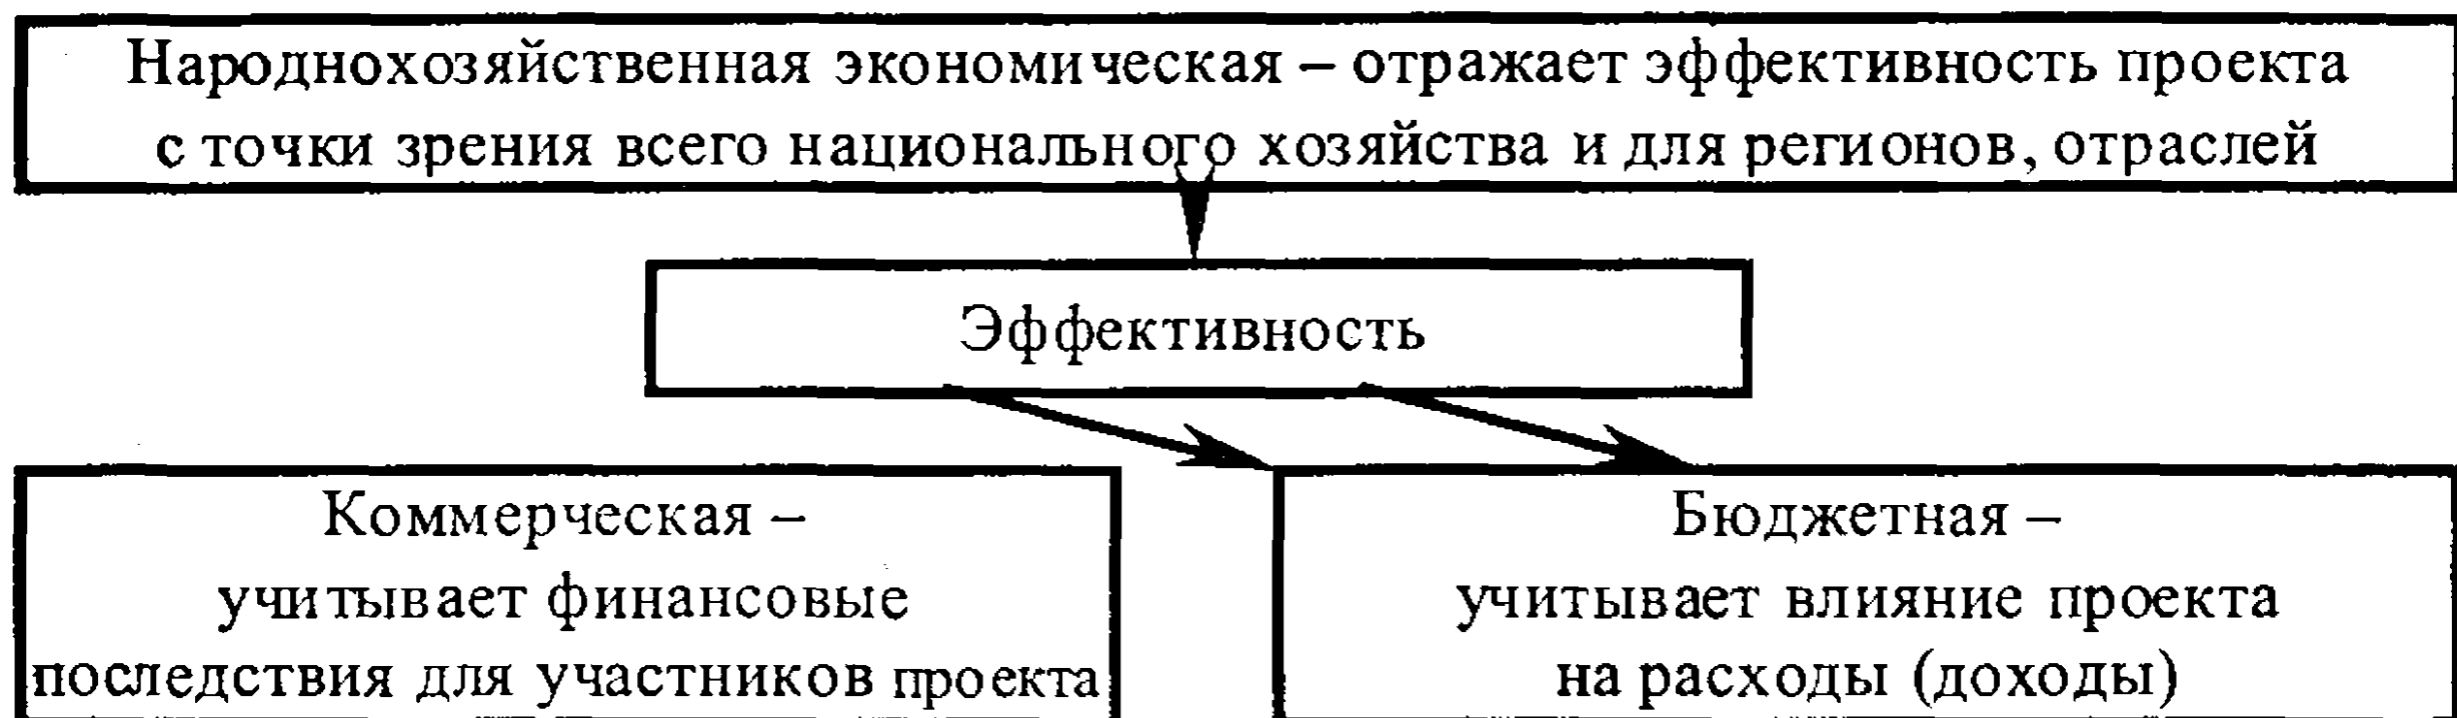 Народнохозяйственная экономическая – отражает эффективность проекта
с точки зрения всего национального хозяйства и для регионов, отраслей
Эффективность
Коммерческая –
учитывает финансовые
последствия для участников проекта
Бюджетная –
учитывает влияние проекта
на расходы (доходы)